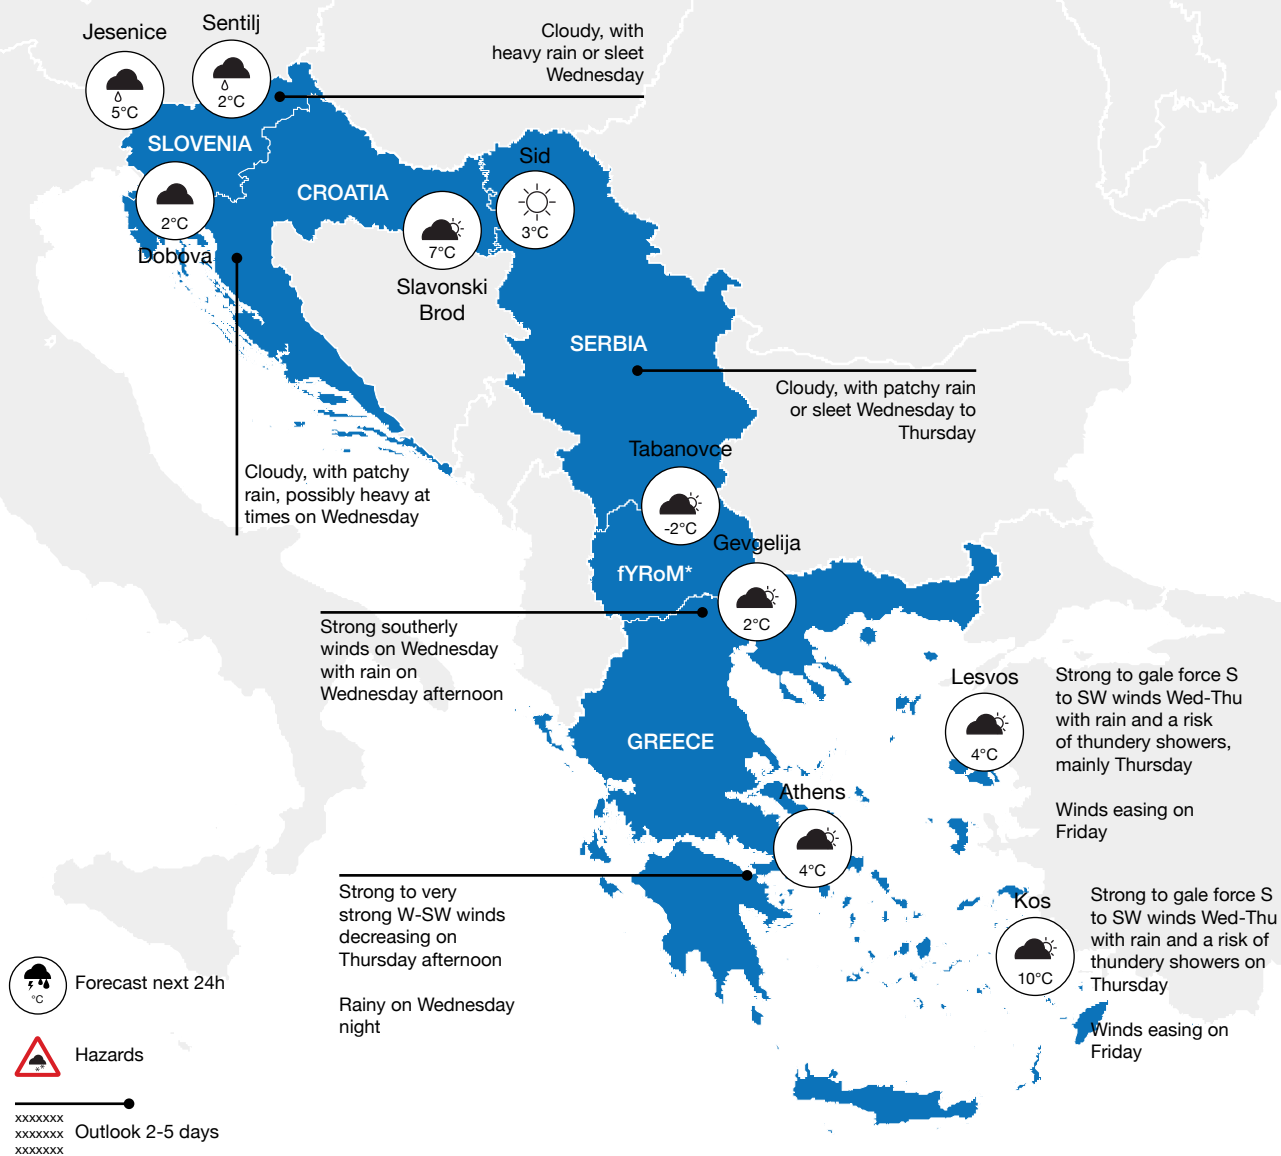 Jesenice
Sentilj
Cloudy, with
heavy rain or sleet
Wednesday
5°C
2°C
SLOVENIA
Sid
CROATIA
2°C
3°C
7°C
Dobova
Slavonski
Brod
SERBIA
Cloudy, with patchy rain
or sleet Wednesday to
Thursday
Tabanovce
Cloudy, with patchy
rain, possibly heavy at
times on Wednesday
-2°C
Gevgelija
fYRoM*
2°C
Strong southerly
winds on Wednesday
with rain on
Wednesday afternoon
Lesvos
4°C
Strong to gale force S
to SW winds Wed-Thu
with rain and a risk
of thundery showers,
mainly Thursday
Winds easing on
Friday
GREECE
Athens
4°C
Strong to very
strong W-SW winds
decreasing on
Thursday afternoon
Rainy on Wednesday
night
Kos
10°C
Strong to gale force S
to SW winds Wed-Thu
with rain and a risk of
thundery showers on
Thursday
Winds easing on
Friday
°C
Forecast next 24h
Hazards
xxxxxxx
xxxxxxx
xxxxxxx
Outlook 2-5 days